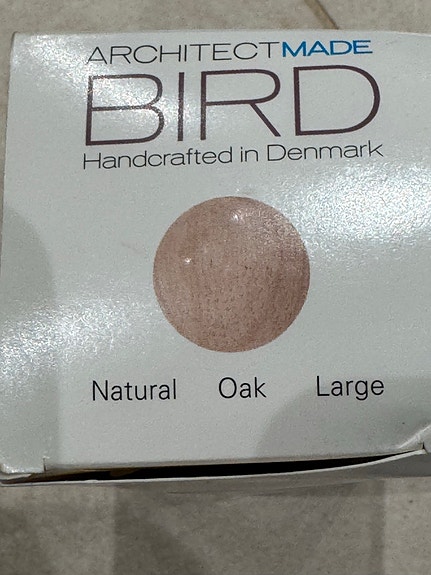 ARCHITECTMADE
BIRD
Handcrafted in Denmark
Natural Oak Large